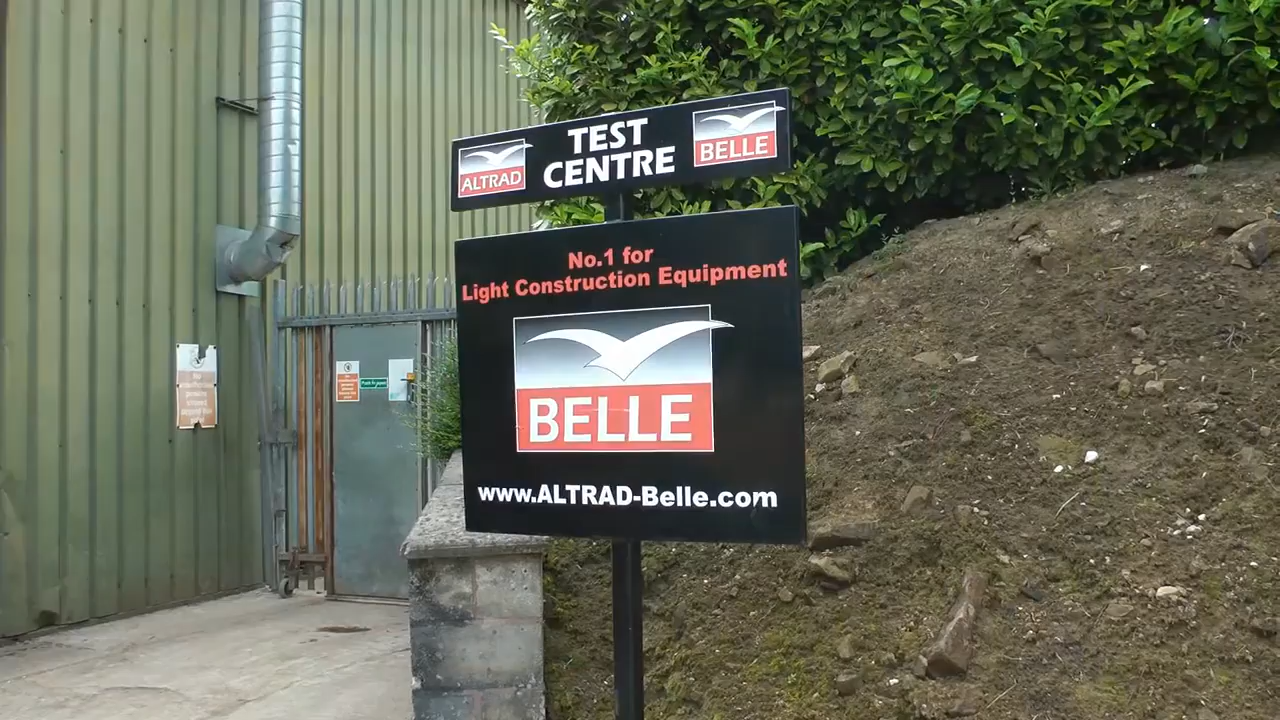 ALTRAD
TEST
CENTRE
BELLE
No.1 for
Light Construction Equipment
BELLE
www.ALTRAD-Belle.com